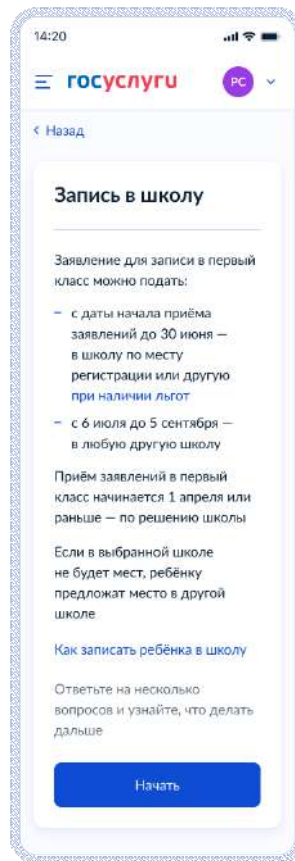 14:20
госуслуги
РС
Назад
Запись в школу
Заявление для записи в первый
класс можно подать:
– с даты начала приёма
заявлений до 30 июня —
в школу по месту
регистрации или другую
при наличии льгот
– с 6 июля до 5 сентября —
в любую другую школу
Приём заявлений в первый
класс начинается 1 апреля или
раньше — по решению школы
Если в выбранной школе
не будет мест, ребёнку
предложат место в другой
школе
Как записать ребёнка в школу
Ответьте на несколько
вопросов и узнайте, что делать
дальше
Начать